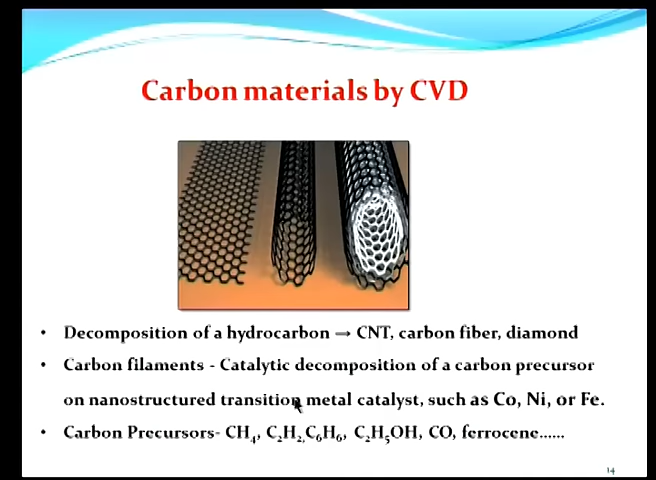 Carbon materials by CVD
• Decomposition of a hydrocarbon → CNT, carbon fiber, diamond
• Carbon filaments - Catalytic decomposition of a carbon precursor
on nanostructured transition metal catalyst, such as Co, Ni, or Fe.
• Carbon Precursors- CH₄, C₂H₂,C₆H₆, C₂H₅OH, CO, ferrocene......
14